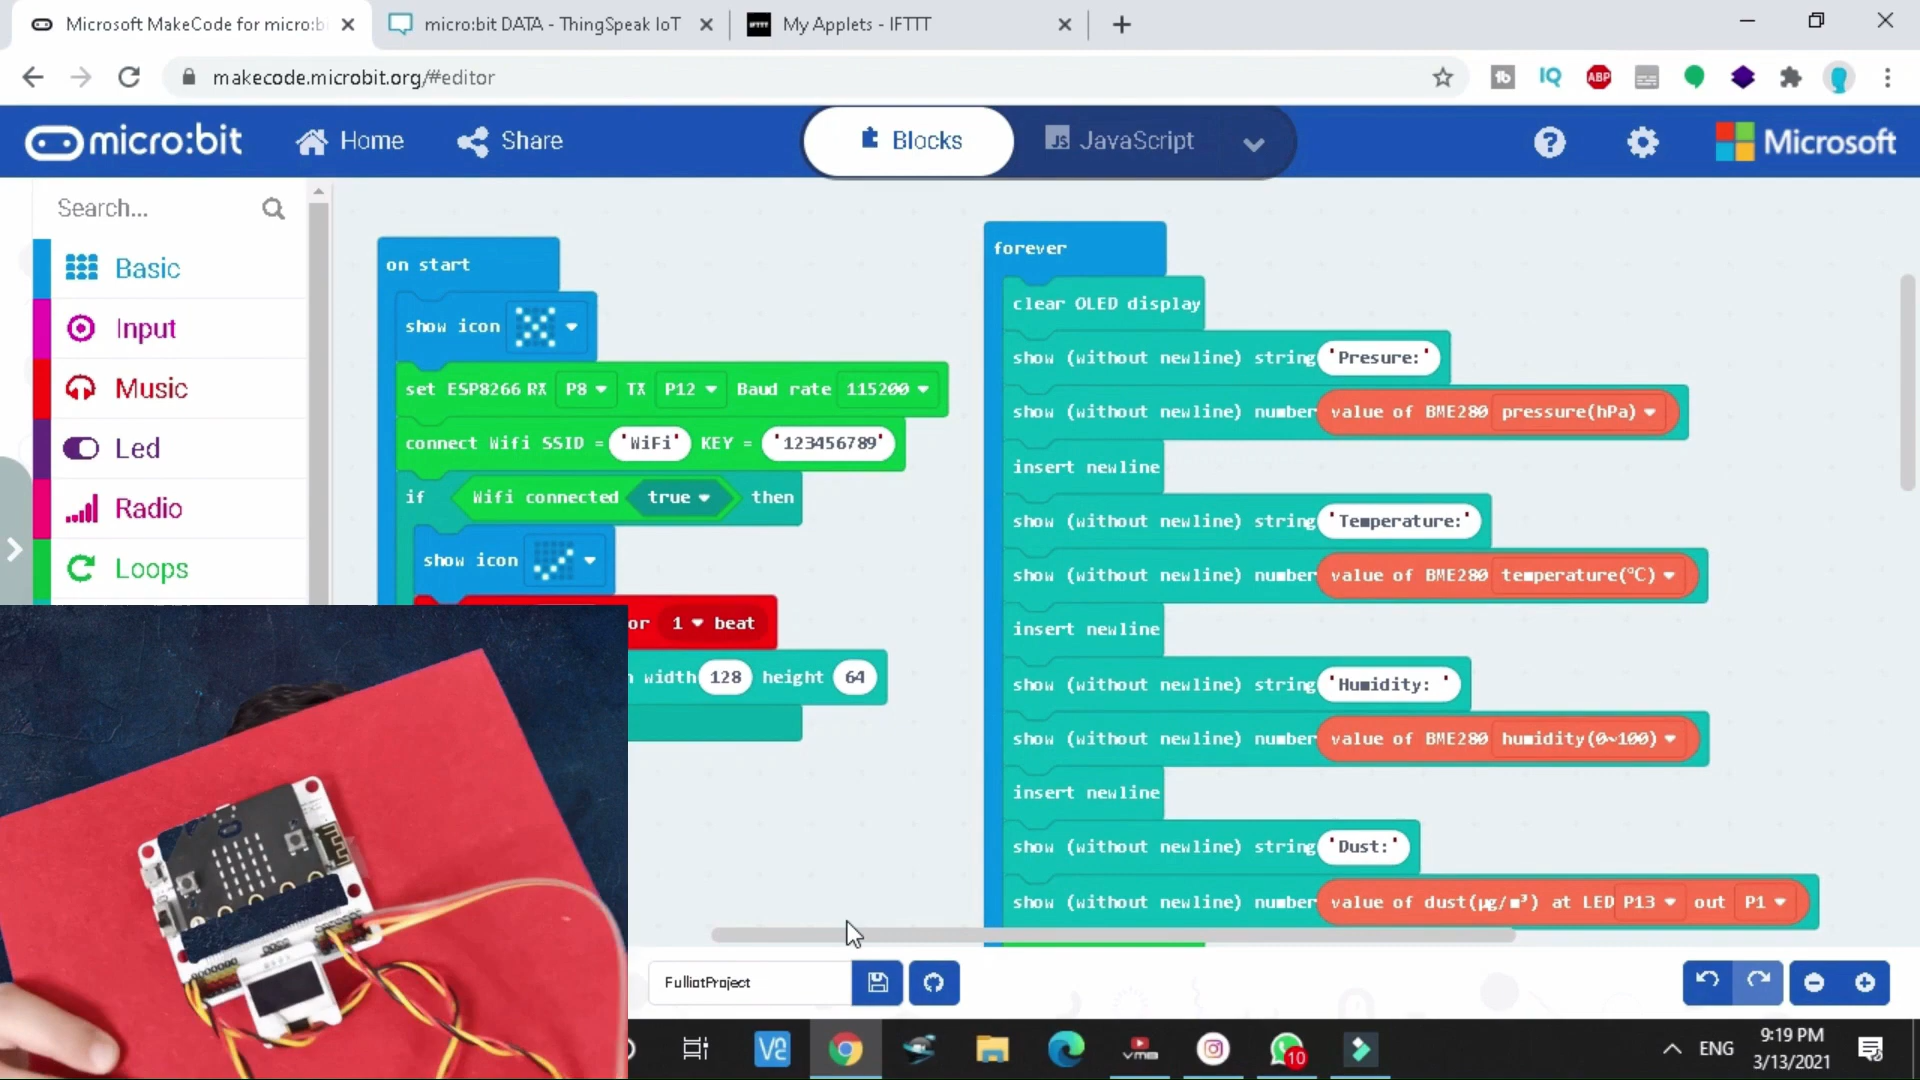 Microsoft MakeCode for micro:bi
micro:bit DATA - ThingSpeak IoT
My Applets - IFTTT
makecode.microbit.org/#editor
tb
IQ
ABP
micro:bit
Home
Share
Blocks
JS JavaScript
Microsoft
Search...
Basic
Input
Music
Led
Radio
Loops
on start
show icon
set ESP8266 RX P8 TX P12 Baud rate 115200
connect Wifi SSID = "WiFi" KEY = "123456789"
if Wifi connected true then
show icon
or 1 beat
width 128 height 64
forever
clear OLED display
show (without newline) string "Presure:"
show (without newline) number value of BME280 pressure(hPa)
insert newline
show (without newline) string "Temperature:"
show (without newline) number value of BME280 temperature(℃)
insert newline
show (without newline) string "Humidity: "
show (without newline) number value of BME280 humidity(0~100)
insert newline
show (without newline) string "Dust:"
show (without newline) number value of dust(μg/m³) at LED P13 out P1
FullIotProject
V2
10
ENG
9:19 PM
3/13/2021